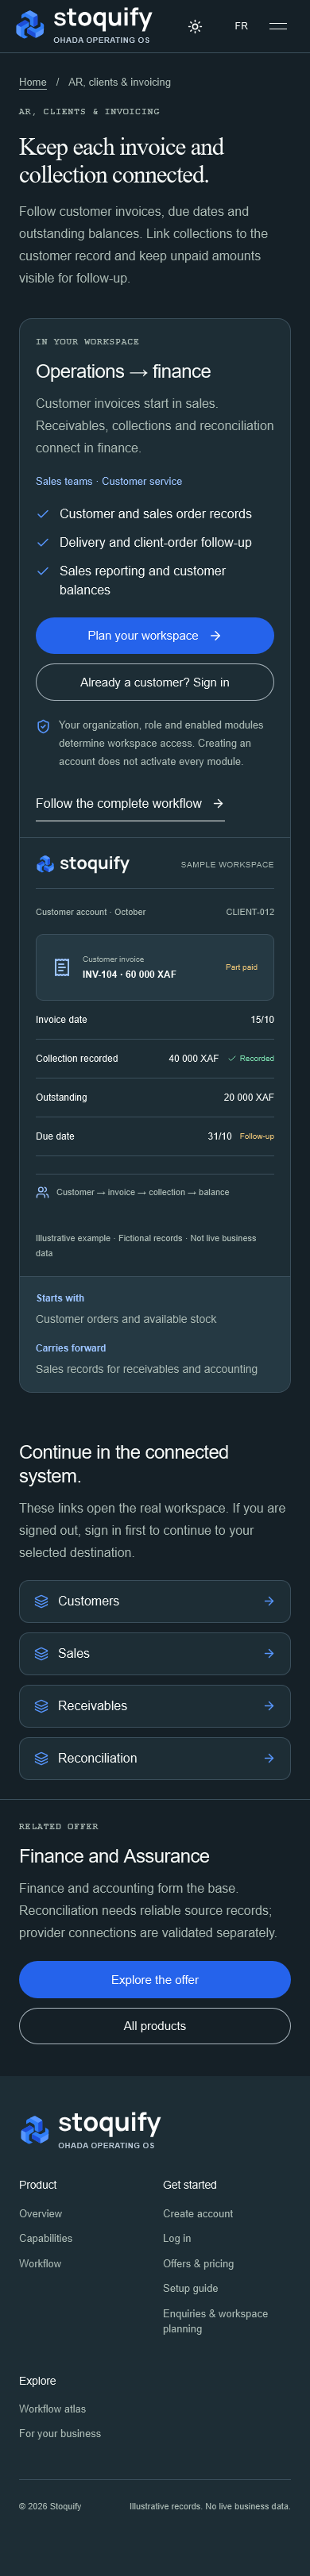 stoquify
OHADA OPERATING OS
FR
Home / AR, clients & invoicing
AR, CLIENTS & INVOICING
Keep each invoice and
collection connected.
Follow customer invoices, due dates and
outstanding balances. Link collections to the
customer record and keep unpaid amounts
visible for follow-up.
IN YOUR WORKSPACE
Operations → finance
Customer invoices start in sales.
Receivables, collections and reconciliation
connect in finance.
Sales teams · Customer service
Customer and sales order records
Delivery and client-order follow-up
Sales reporting and customer
balances
Plan your workspace →
Already a customer? Sign in
Your organization, role and enabled modules
determine workspace access. Creating an
account does not activate every module.
Follow the complete workflow →
stoquify SAMPLE WORKSPACE
Customer account · October CLIENT-012
Customer invoice
INV-104 · 60 000 XAF Part paid
Invoice date 15/10
Collection recorded 40 000 XAF ✓ Recorded
Outstanding 20 000 XAF
Due date 31/10 Follow-up
Customer → invoice → collection → balance
Illustrative example · Fictional records · Not live business
data
Starts with
Customer orders and available stock
Carries forward
Sales records for receivables and accounting
Continue in the connected
system.
These links open the real workspace. If you are
signed out, sign in first to continue to your
selected destination.
Customers →
Sales →
Receivables →
Reconciliation →
RELATED OFFER
Finance and Assurance
Finance and accounting form the base.
Reconciliation needs reliable source records;
provider connections are validated separately.
Explore the offer
All products
stoquify
OHADA OPERATING OS
Product
Overview
Capabilities
Workflow
Get started
Create account
Log in
Offers & pricing
Setup guide
Enquiries & workspace
planning
Explore
Workflow atlas
For your business
© 2026 Stoquify Illustrative records. No live business data.